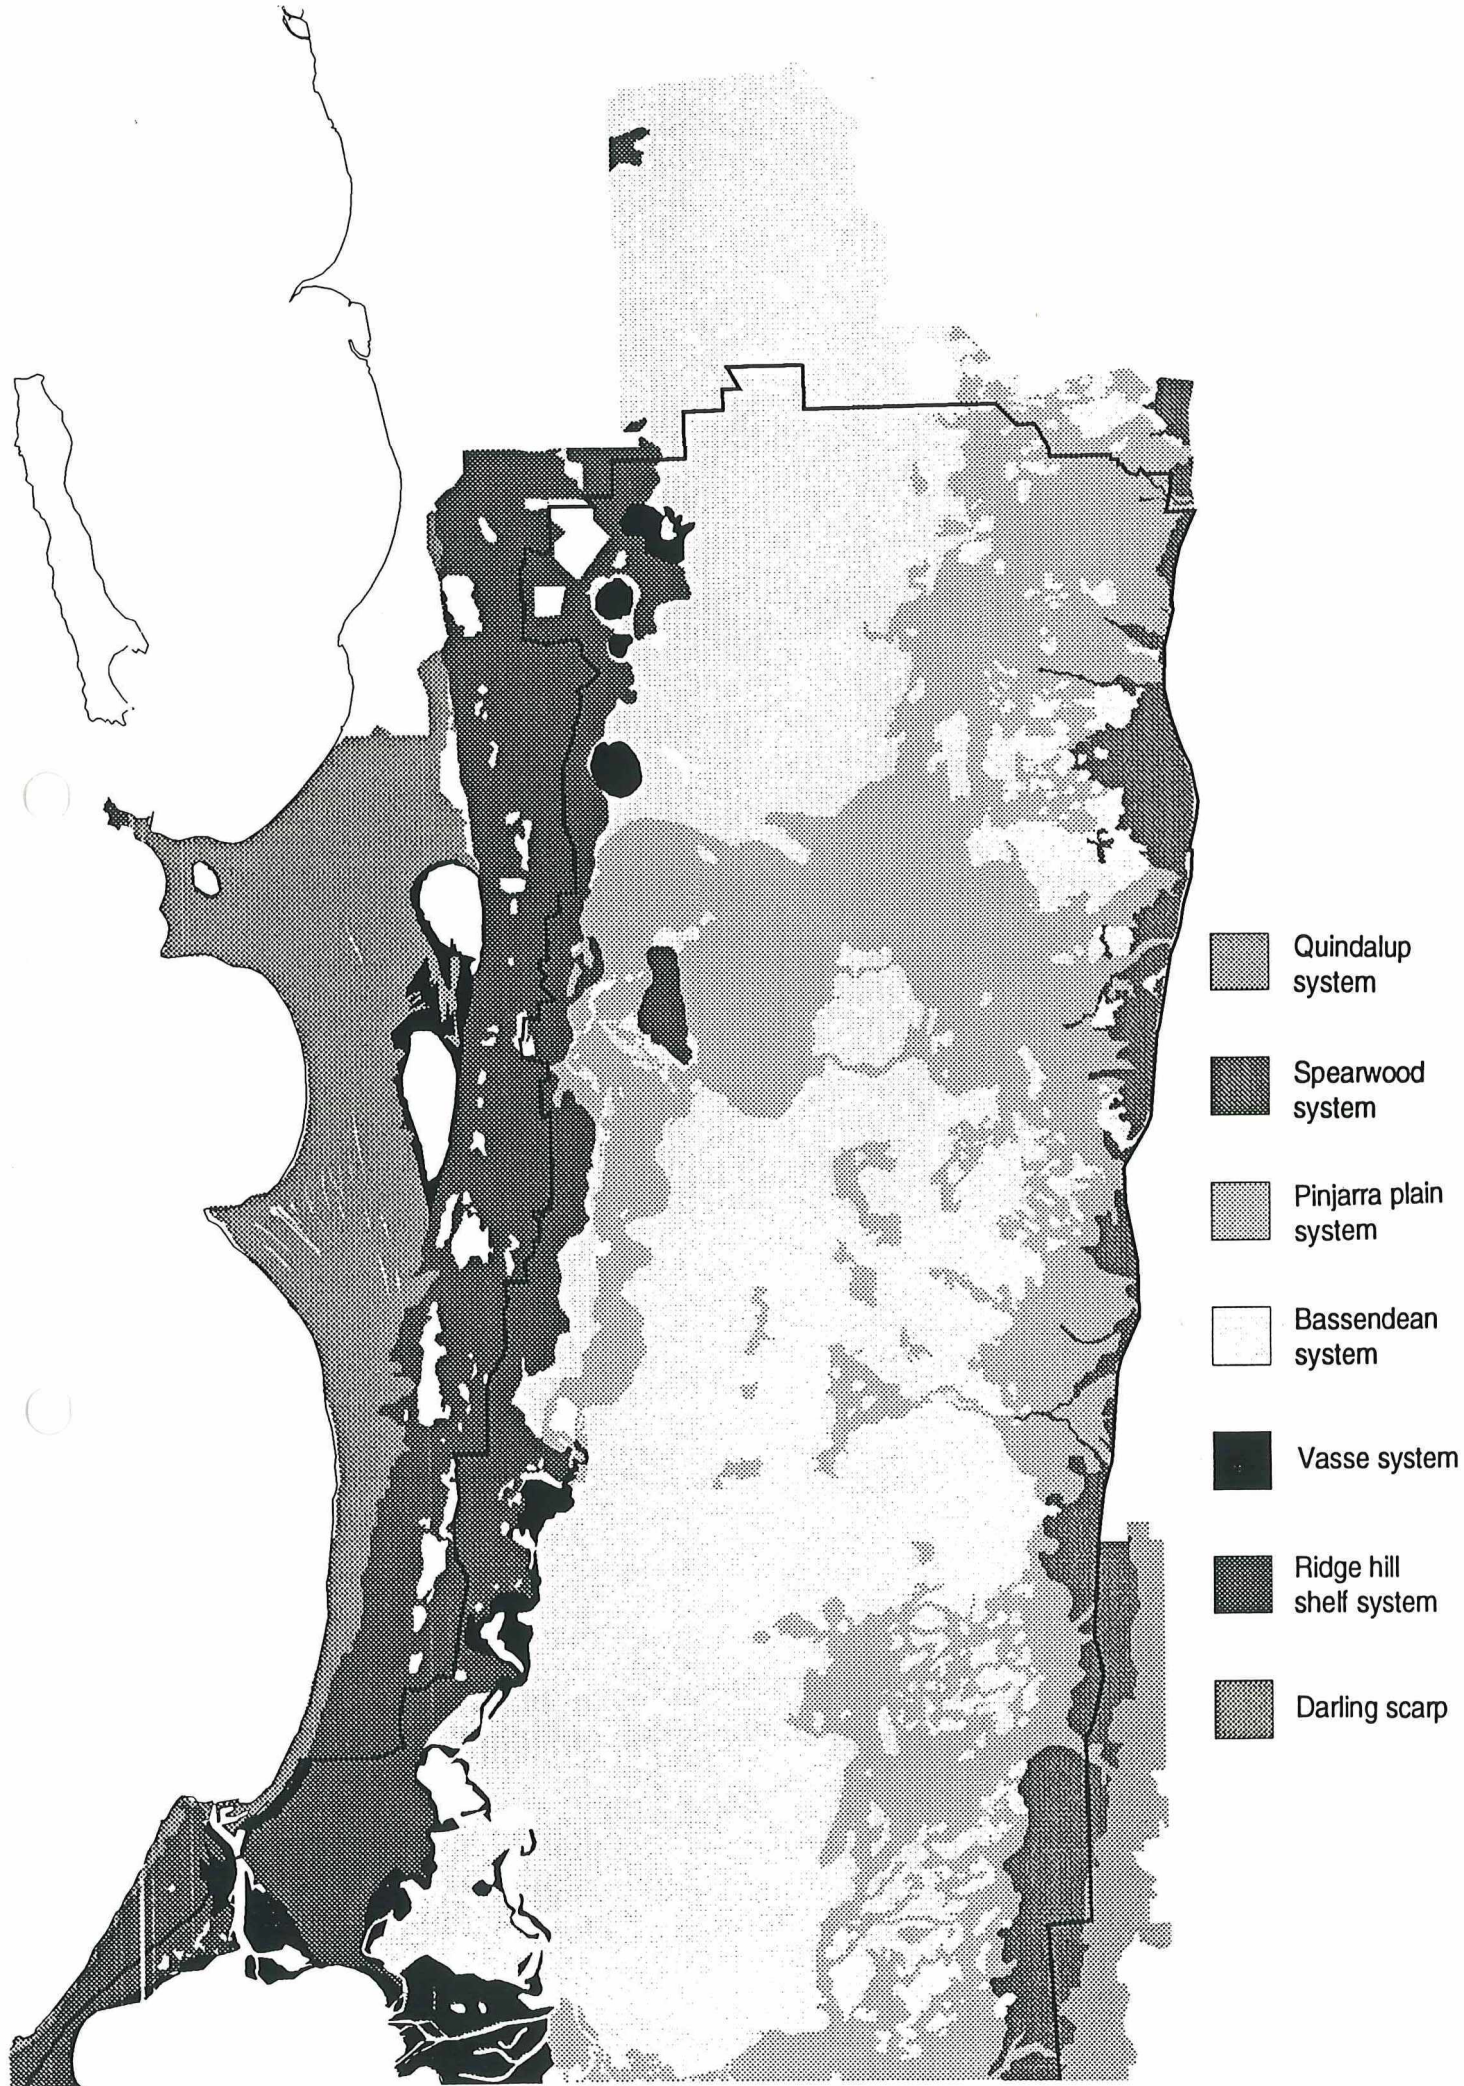 Quindalup
system
Spearwood
system
Pinjarra plain
system
Bassendean
system
Vasse system
Ridge hill
shelf system
Darling scarp